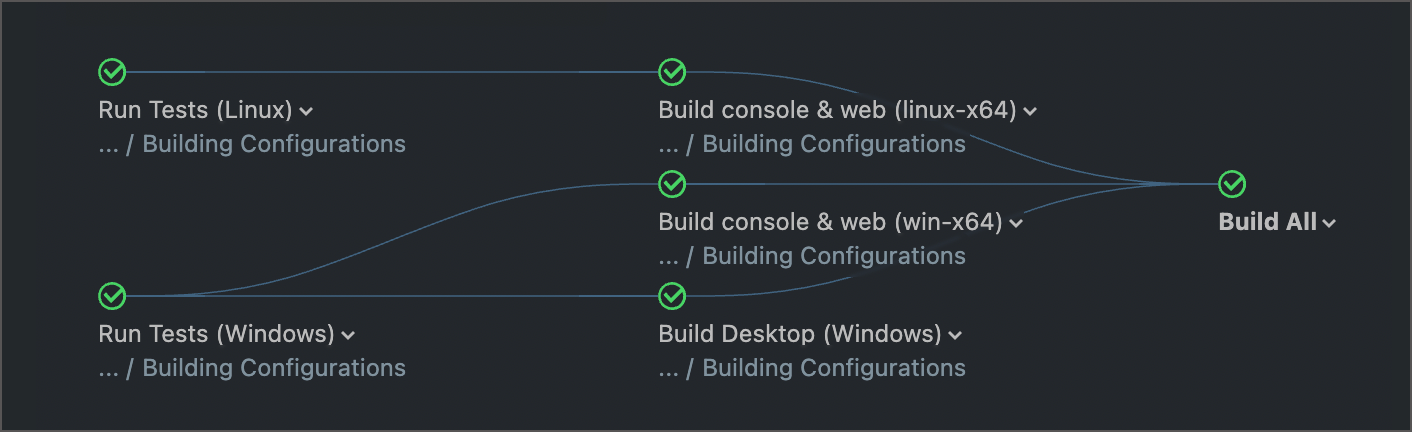 Run Tests (Linux)
... / Building Configurations
Build console & web (linux-x64)
... / Building Configurations
Build console & web (win-x64)
... / Building Configurations
Build All
Run Tests (Windows)
... / Building Configurations
Build Desktop (Windows)
... / Building Configurations